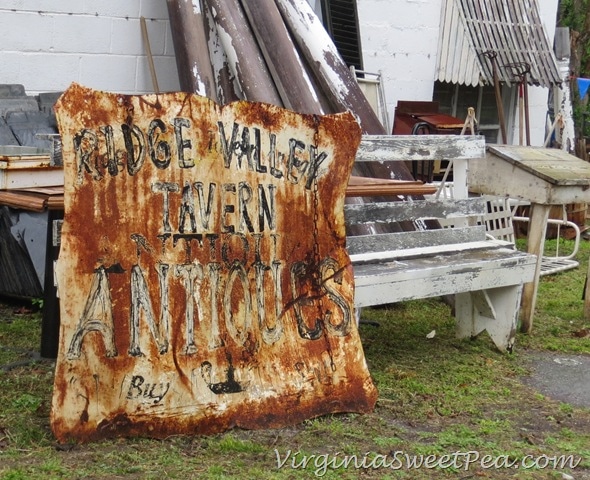 RIDGE VALLEY
TAVERN
ANTIQUES
Buy
VirginiaSweetPea.com